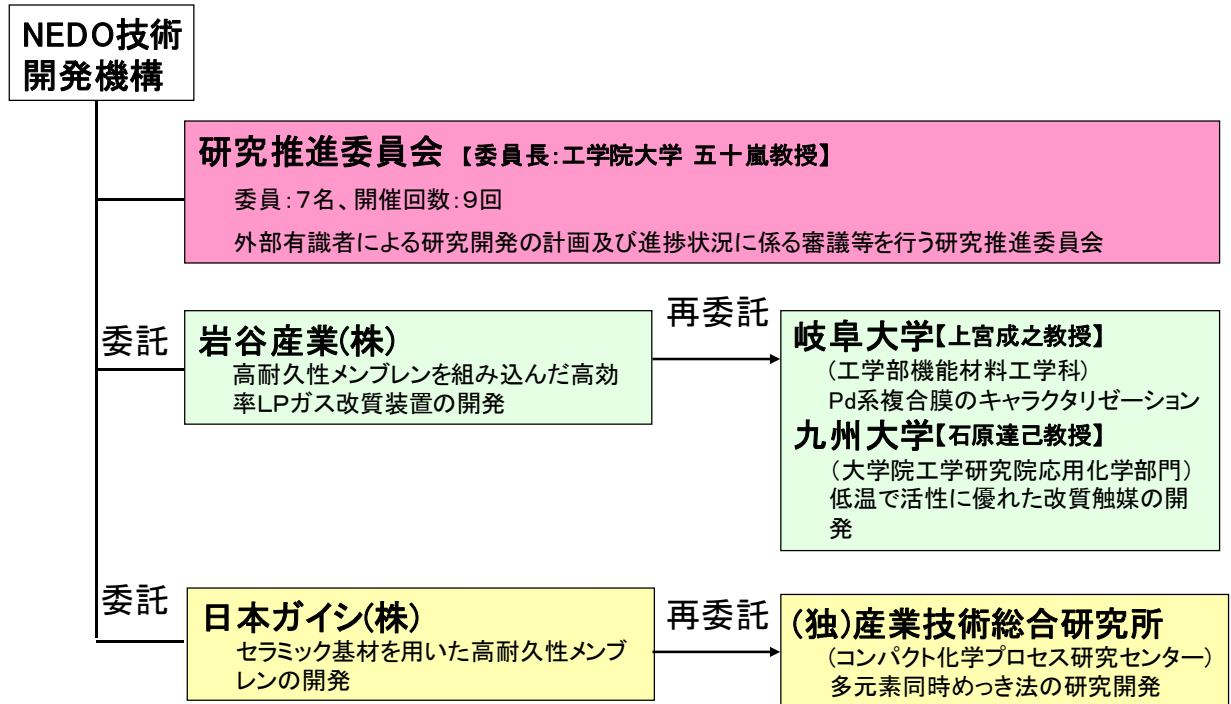 NEDO技術
開発機構
研究推進委員会 【委員長:工学院大学 五十嵐教授】
委員:7名、開催回数:9回
外部有識者による研究開発の計画及び進捗状況に係る審議等を行う研究推進委員会
委託
岩谷産業(株)
高耐久性メンブレンを組み込んだ高効
率LPガス改質装置の開発
再委託
岐阜大学【上宮成之教授】
(工学部機能材料工学科)
Pd系複合膜のキャラクタリゼーション
九州大学【石原達己教授】
(大学院工学研究院応用化学部門)
低温で活性に優れた改質触媒の開
発
委託
日本ガイシ(株)
セラミック基材を用いた高耐久性メンブ
レンの開発
再委託
(独)産業技術総合研究所
(コンパクト化学プロセス研究センター)
多元素同時めっき法の研究開発